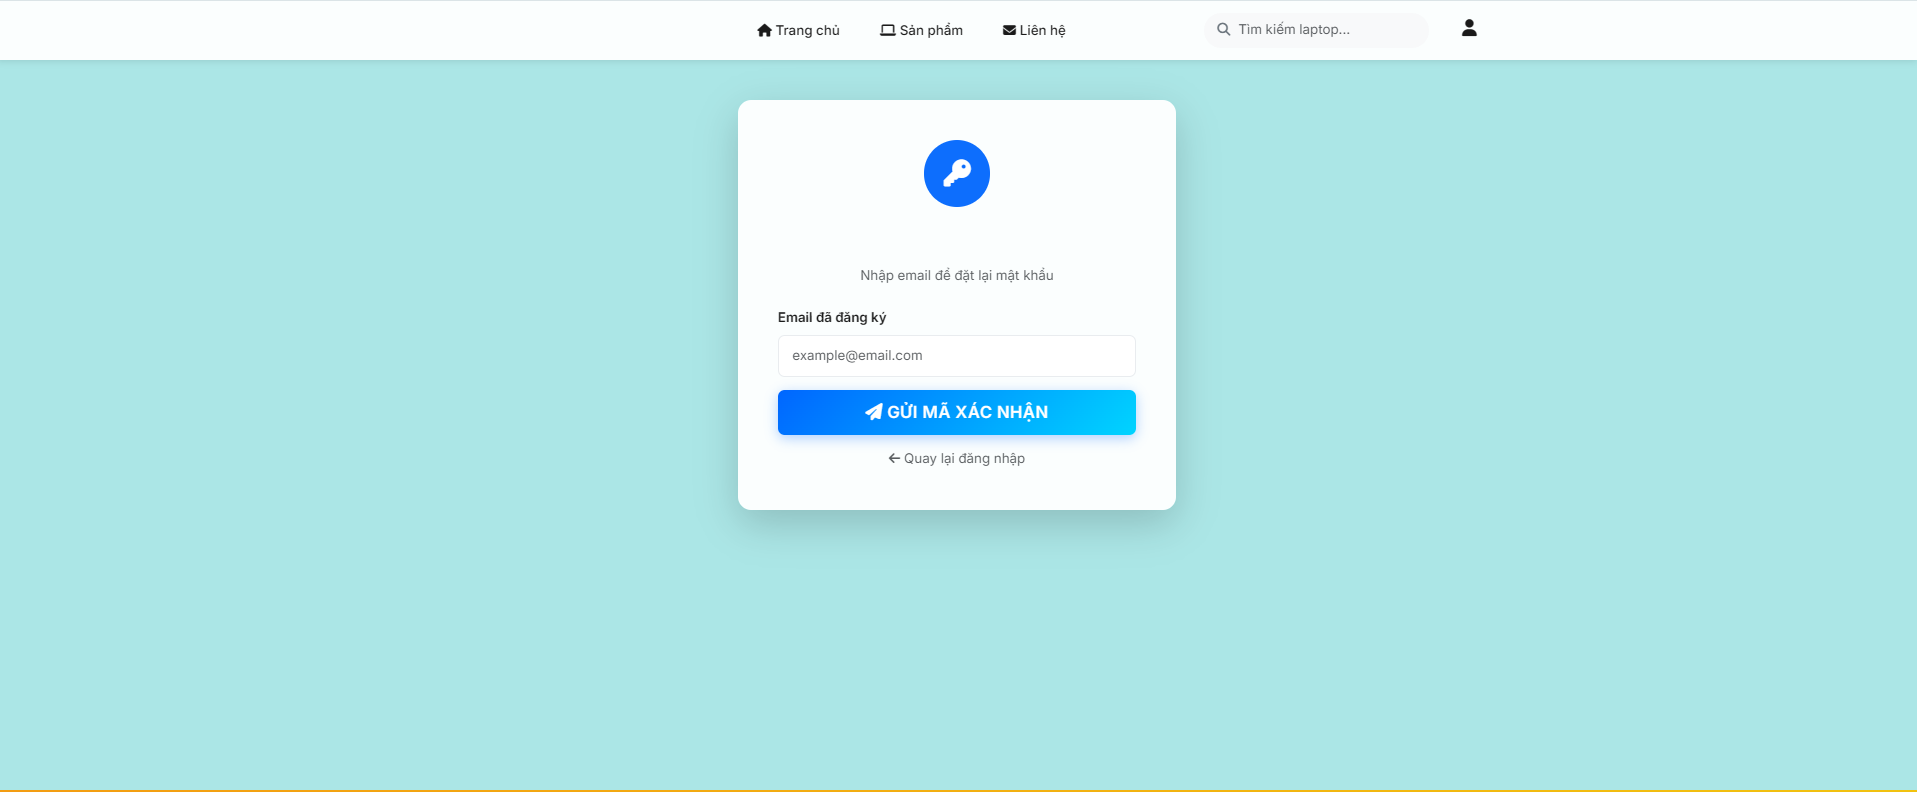 Trang chủ
Sản phẩm
Liên hệ
Tìm kiếm laptop...
Nhập email để đặt lại mật khẩu
Email đã đăng ký
example@email.com
GỬI MÃ XÁC NHẬN
Quay lại đăng nhập